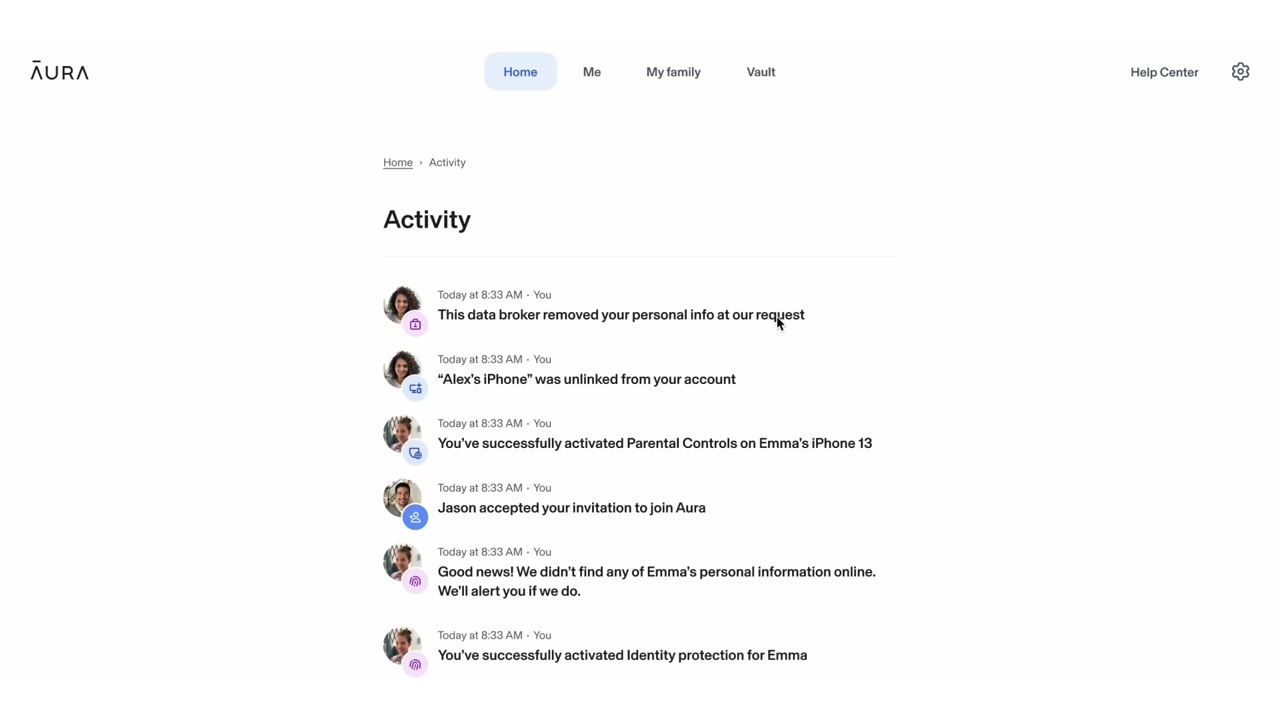 ĀURA
Home
Me
My family
Vault
Help Center
Home › Activity
Activity
Today at 8:33 AM · You
This data broker removed your personal info at our request
Today at 8:33 AM · You
“Alex’s iPhone” was unlinked from your account
Today at 8:33 AM · You
You’ve successfully activated Parental Controls on Emma’s iPhone 13
Today at 8:33 AM · You
Jason accepted your invitation to join Aura
Today at 8:33 AM · You
Good news! We didn’t find any of Emma’s personal information online.
We’ll alert you if we do.
Today at 8:33 AM · You
You’ve successfully activated Identity protection for Emma